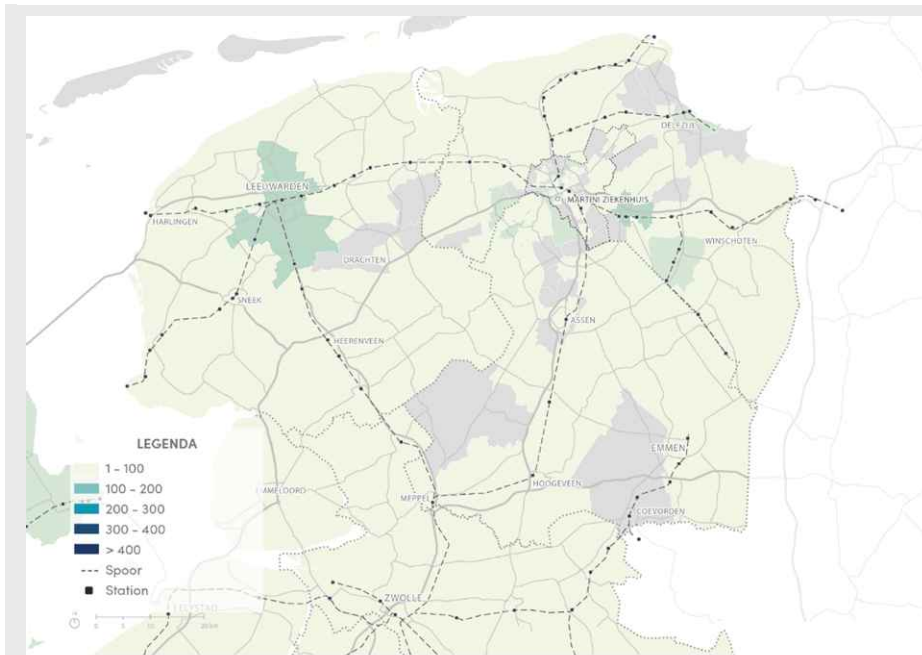 DELFZIJL
LEEUWARDEN
MARTINI ZIEKENHUIS
HARLINGEN
WINSCHOTEN
DRACHTEN
SNEEK
ASSEN
HEERENVEEN
LEGENDA
1 - 100
100 - 200
200 - 300
300 - 400
> 400
Spoor
Station
EMMEN
HOOGEVEEN
MEPPEL
COEVORDEN
ZWOLLE
LELYSTAD